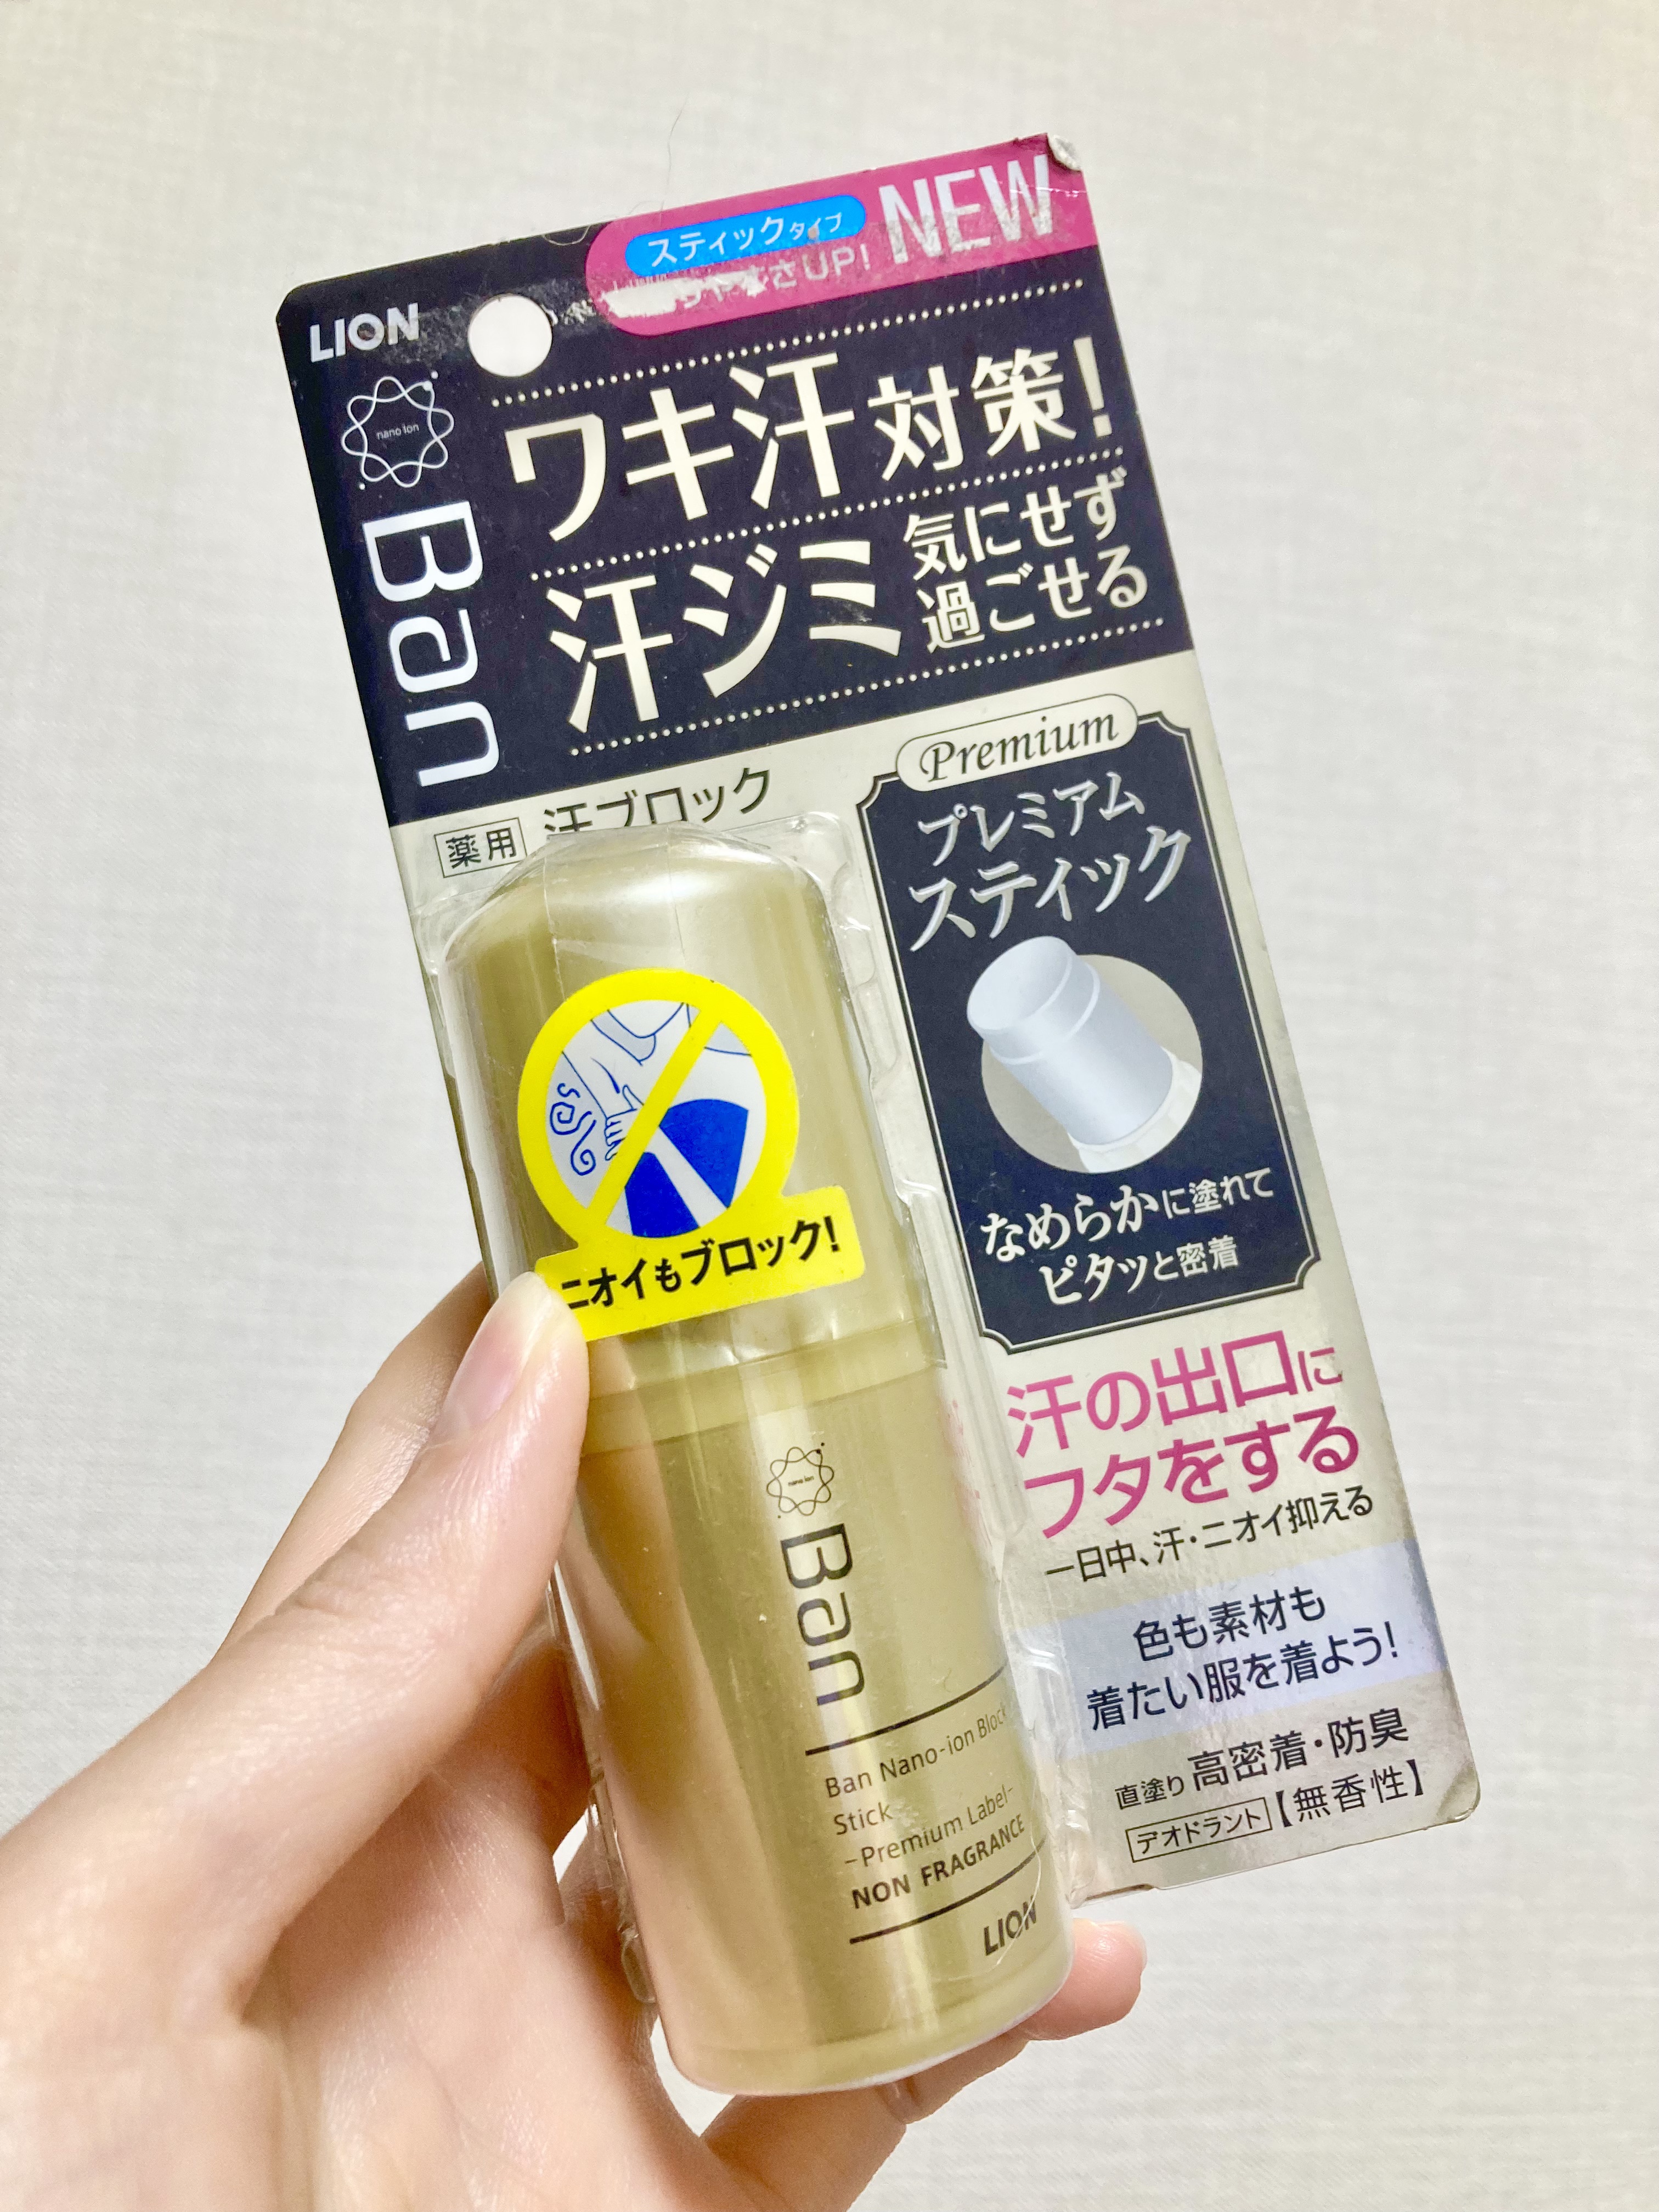 LION
スティックタイプ
さUP!
NEW
nano ion
Ban
ワキ汗対策!
汗ジミ
気にせず
過ごせる
薬用
汗ブロック
Premium
プレミアム
スティック
なめらかに塗れて
ピタッと密着
ニオイもブロック!
汗の出口に
フタをする
一日中、汗・ニオイ抑える
色も素材も
着たい服を着よう!
直塗り 高密着・防臭
デオドラント【無香性】
nano ion
Ban
Ban Nano-ion Block
Stick
-Premium Label-
NON FRAGRANCE
LION